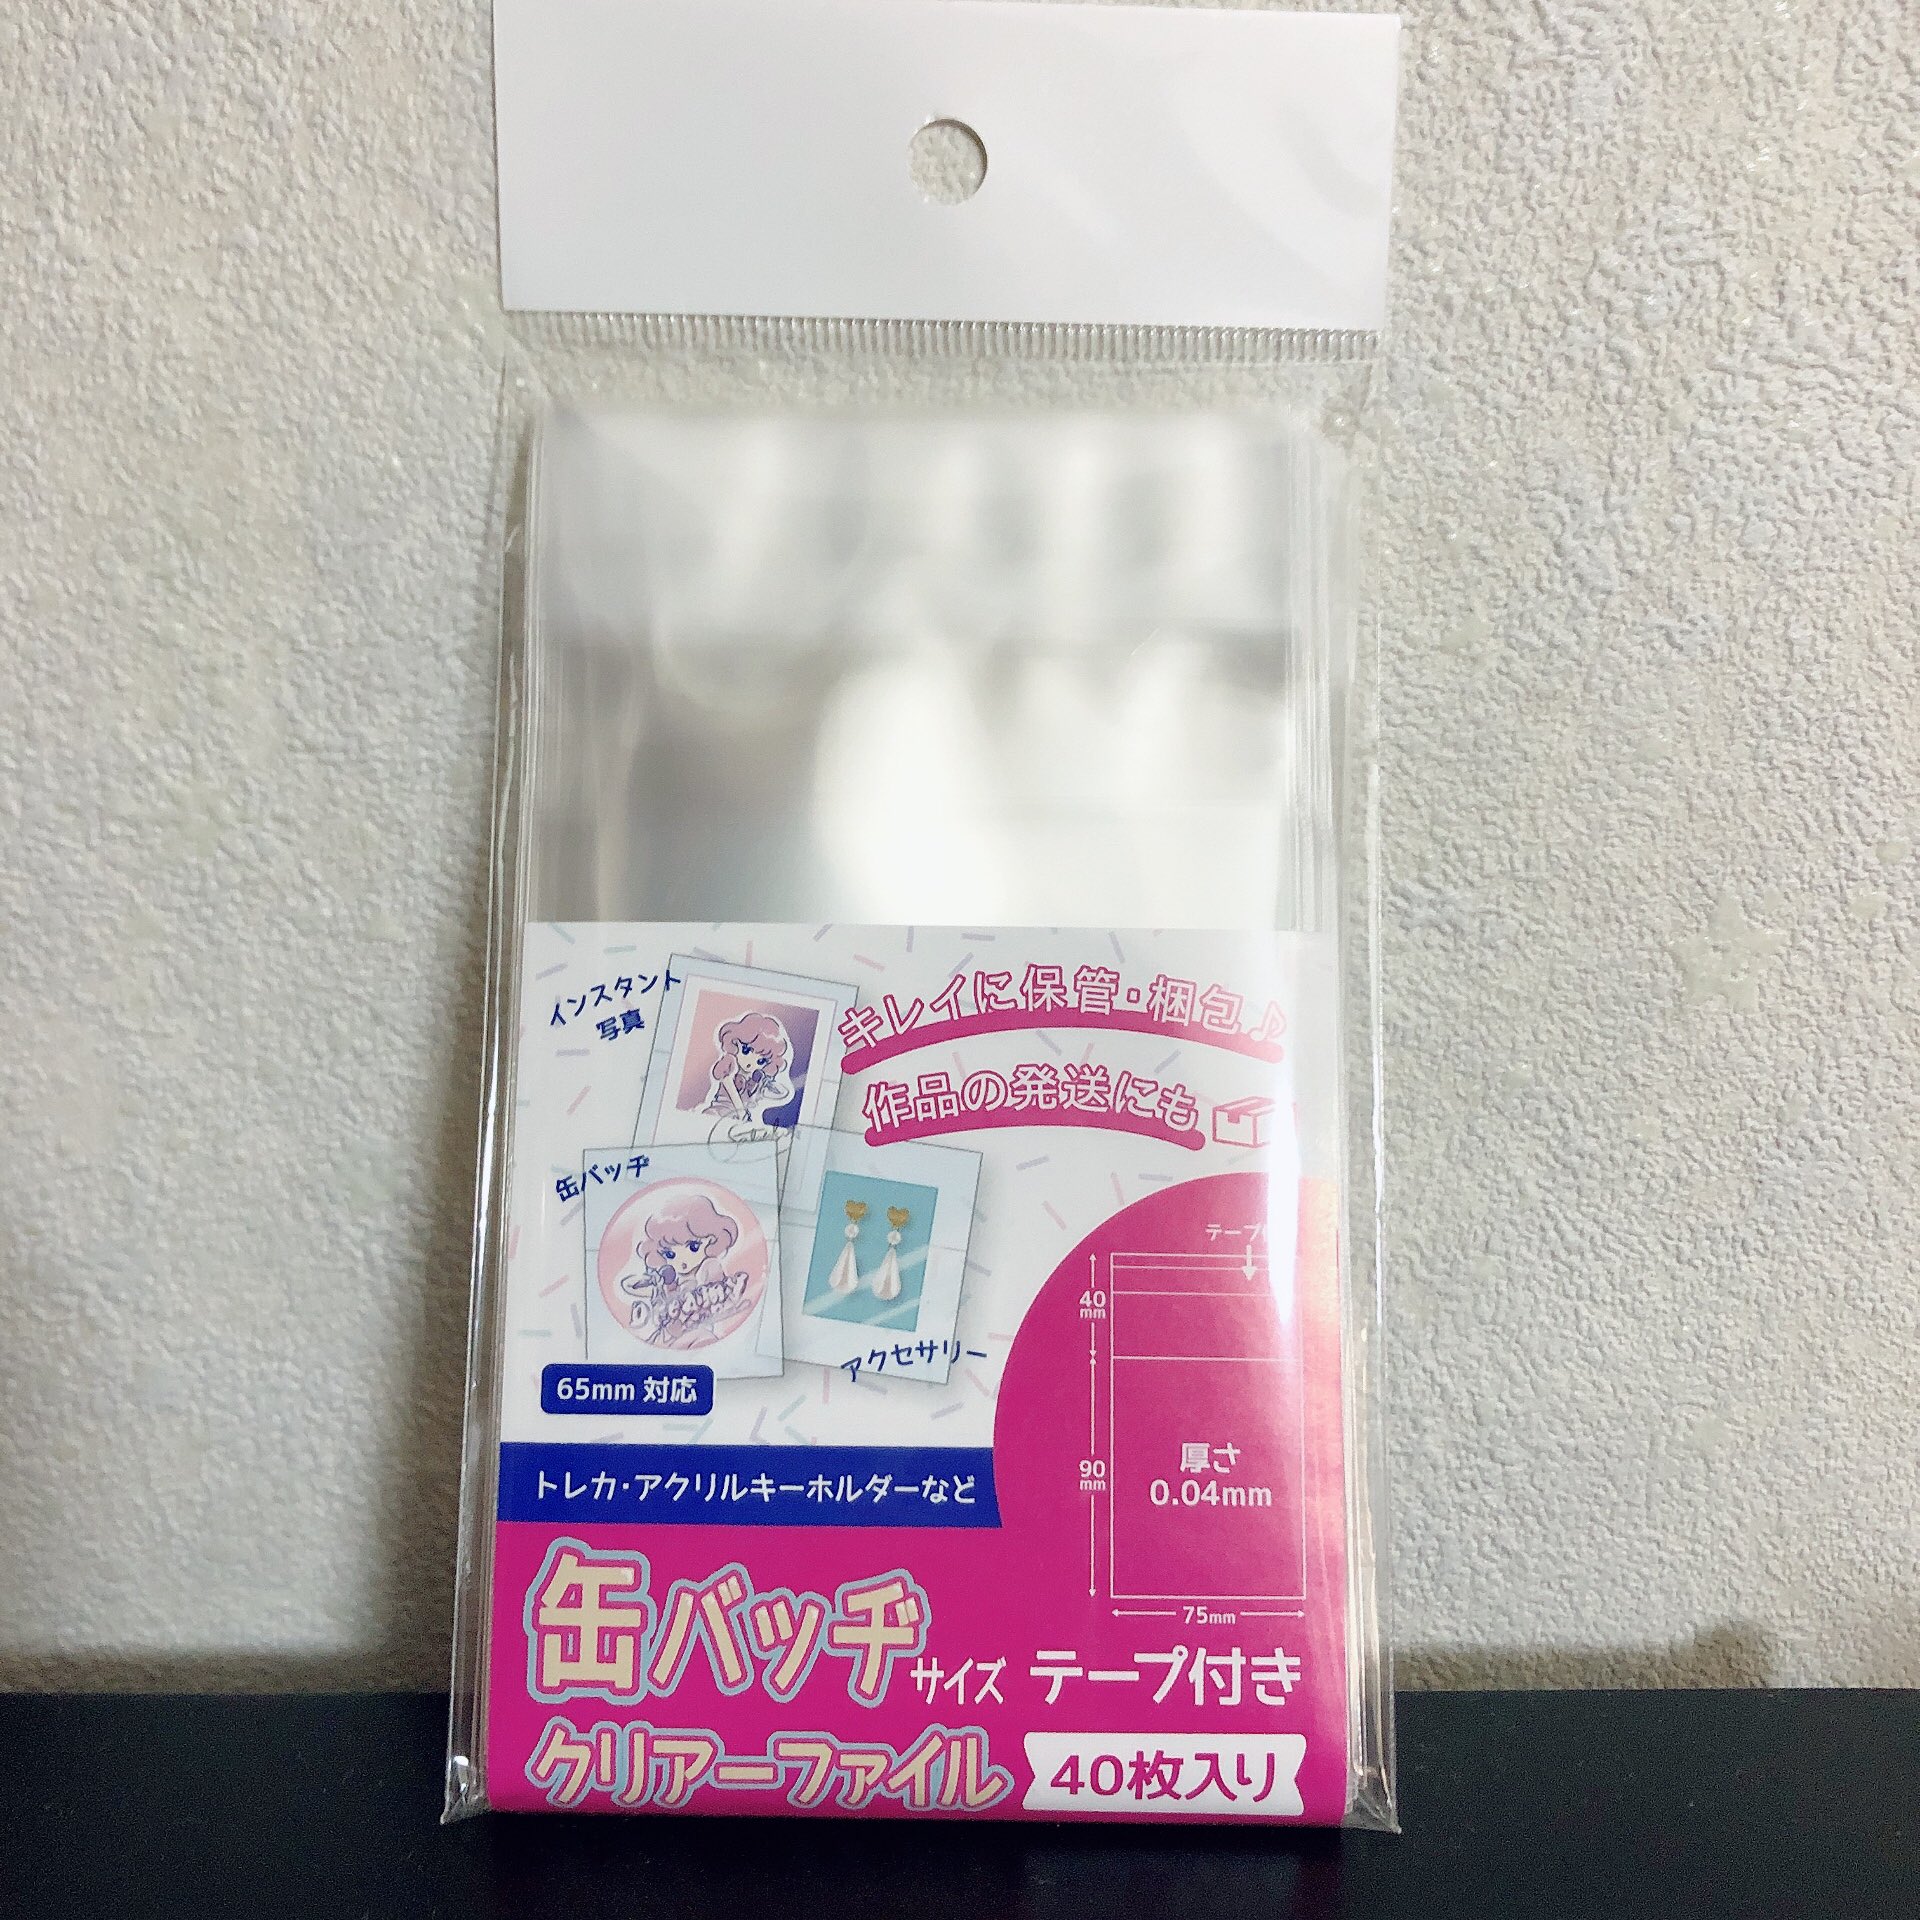 インスタント
写真
キレイに保管・梱包♪
作品の発送にも
缶バッヂ
Dreamy
アクセサリー
65mm 対応
トレカ・アクリルキーホルダーなど
40
mm
90
mm
厚さ
0.04mm
75mm
缶バッヂサイズ テープ付き
クリアーファイル 40枚入り